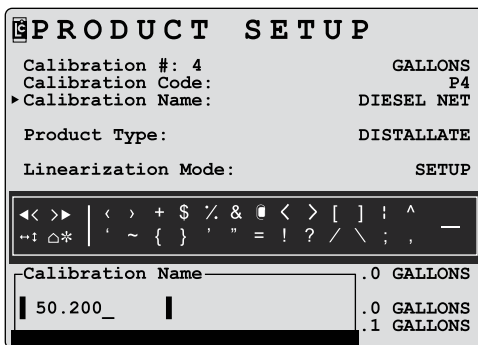 PRODUCT SETUP
Calibration #: 4 GALLONS
Calibration Code: P4
Calibration Name: DIESEL NET
Product Type: DISTALLATE
Linearization Mode: SETUP
‹ › + $ % & @ < > [ ] ¦ ^ _
‘ ~ { } ’ ” = ! ? / \ ; ,
Calibration Name .0 GALLONS
50.200_ .0 GALLONS
.1 GALLONS